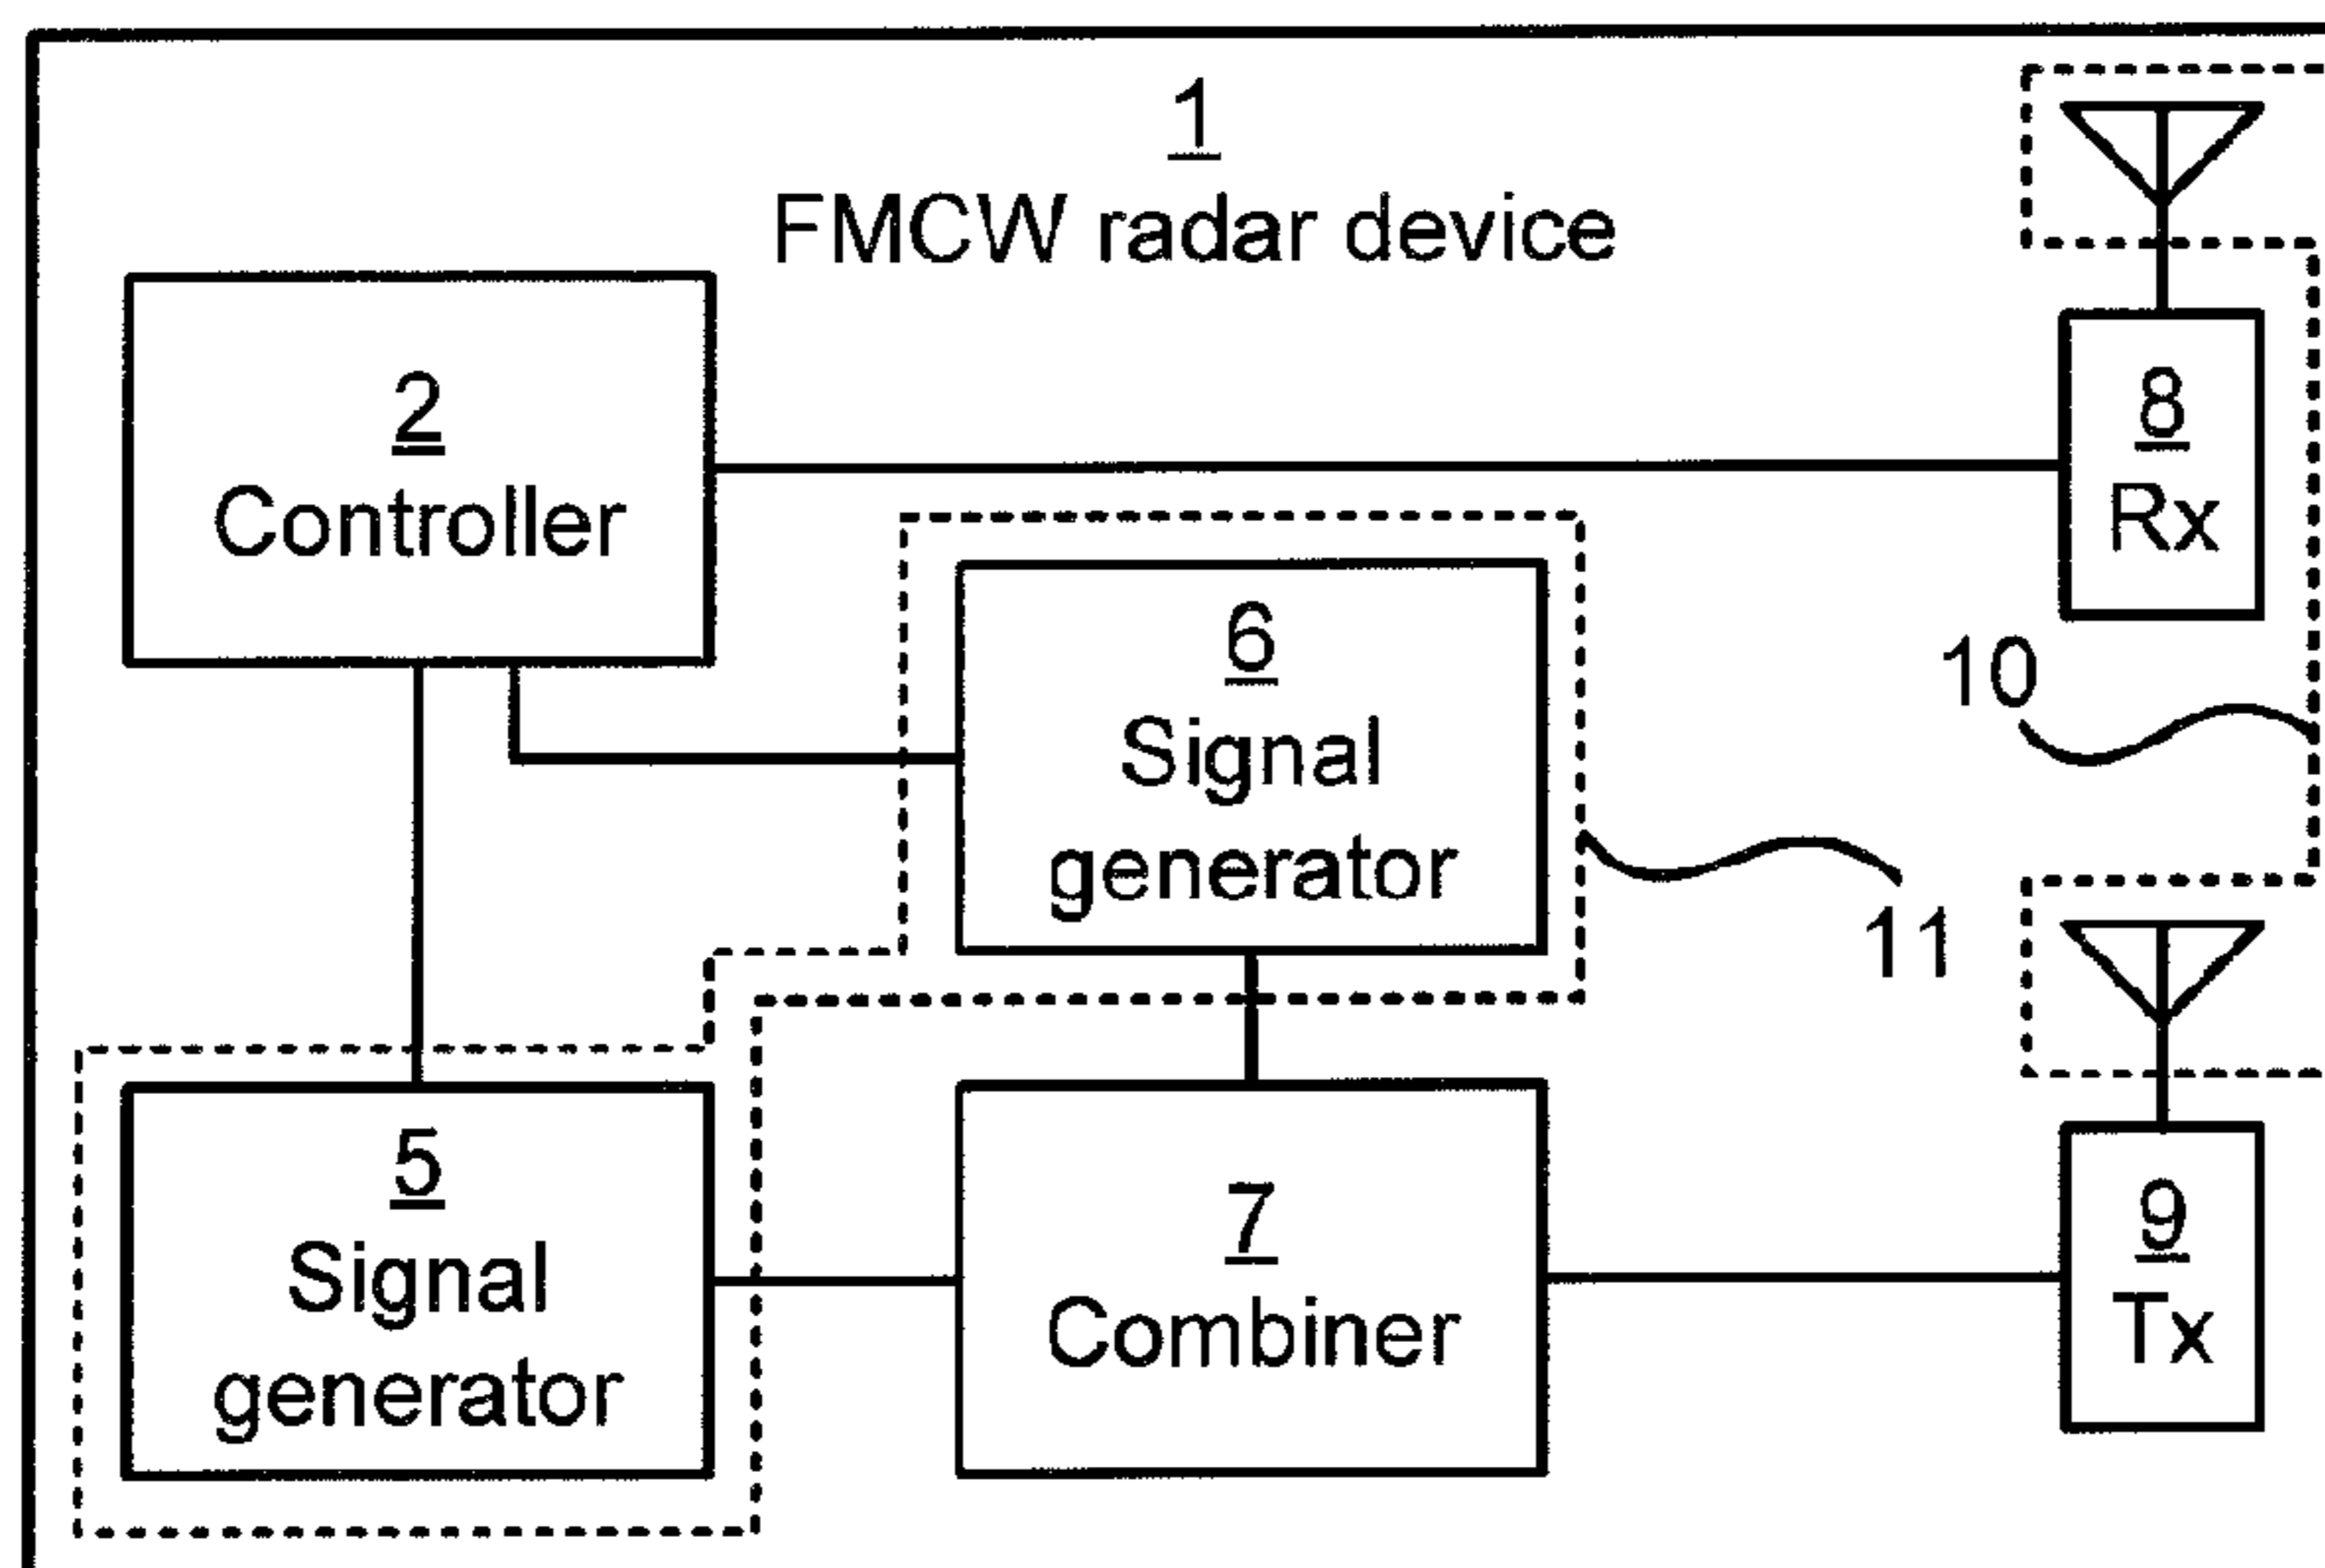 1
FMCW radar device
2
Controller
8
Rx
6
Signal
generator
10
11
5
Signal
generator
7
Combiner
9
Tx